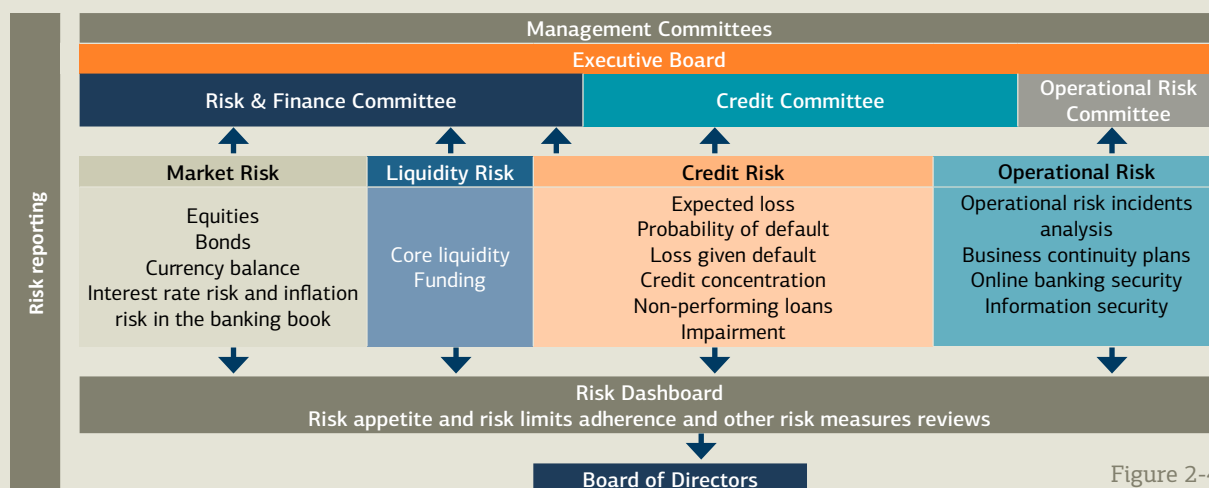 Risk reporting
Management Committees
Executive Board
Risk & Finance Committee
Credit Committee
Operational Risk
Committee
Market Risk
Equities
Bonds
Currency balance
Interest rate risk and inflation
risk in the banking book
Liquidity Risk
Core liquidity
Funding
Credit Risk
Expected loss
Probability of default
Loss given default
Credit concentration
Non-performing loans
Impairment
Operational Risk
Operational risk incidents
analysis
Business continuity plans
Online banking security
Information security
Risk Dashboard
Risk appetite and risk limits adherence and other risk measures reviews
Board of Directors
Figure 2-4